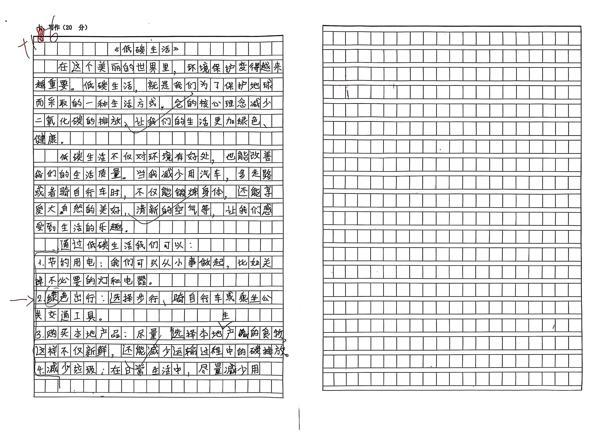 七、写作(20 分)
+16
《低碳生活》
在这个美丽的世界里，环境保护变得越来
越重要。低碳生活，就是我们为了保护地球
而采取的一种生活方式。它的核心理念减少
二氧化碳的排放，让我们的生活更加绿色、
健康。
低碳生活不仅对环境有好处，也能改善
我们的生活质量。当我减少用汽车，多走路
或者骑自行车时，不仅能锻炼身体，还能享
受大自然的美好，清新的空气等，让我们感
受到生活的乐趣。
通过低碳生活我们可以：
1.节约用电：我们可以从小事做起，比如关
掉不必要的灯和电器。
2.绿色出行：选择步行、骑自行车或乘坐公
共交通工具。
3.购买本地产品：尽量选择本地产的食物。
这样不仅新鲜，还能减少运输过程中的碳排放。
4.减少垃圾：在日常生活中，尽量减少用